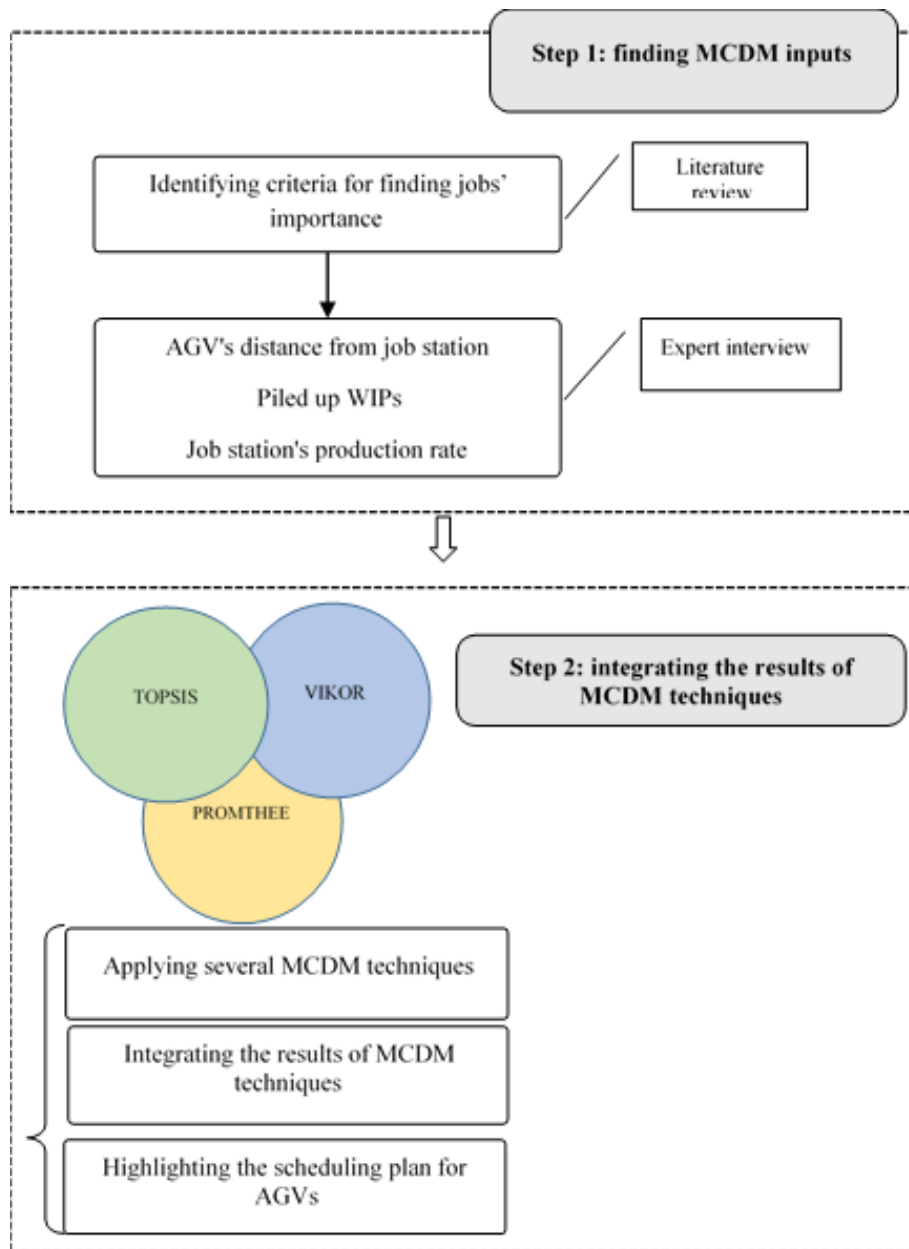 Step 1: finding MCDM inputs
Identifying criteria for finding jobs'
importance
Literature
review
AGV's distance from job station
Piled up WIPs
Job station's production rate
Expert interview
TOPSIS
VIKOR
PROMTHEE
Step 2: integrating the results of
MCDM techniques
Applying several MCDM techniques
Integrating the results of MCDM
techniques
Highlighting the scheduling plan for
AGVs